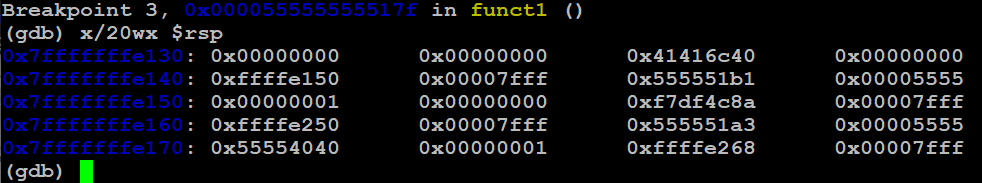 Breakpoint 3, 0x000055555555517f in funct1 ()
(gdb) x/20wx $rsp
0x7fffffffe130: 0x00000000 0x00000000 0x41416c40 0x00000000
0x7fffffffe140: 0xffffe150 0x00007fff 0x555551b1 0x00005555
0x7fffffffe150: 0x00000001 0x00000000 0xf7df4c8a 0x00007fff
0x7fffffffe160: 0xffffe250 0x00007fff 0x555551a3 0x00005555
0x7fffffffe170: 0x55554040 0x00000001 0xffffe268 0x00007fff
(gdb)